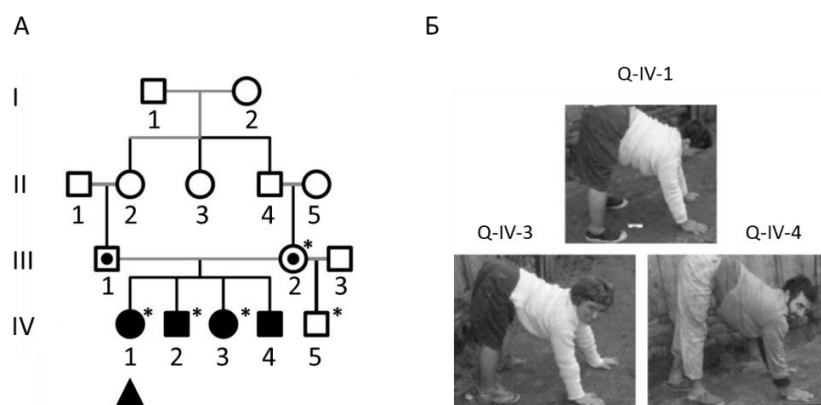 А
Б
Q-IV-1
I
1 2
II
1 2 3 4 5
Q-IV-3
Q-IV-4
III
*
1 2 3
IV
* * * *
1 2 3 4 5